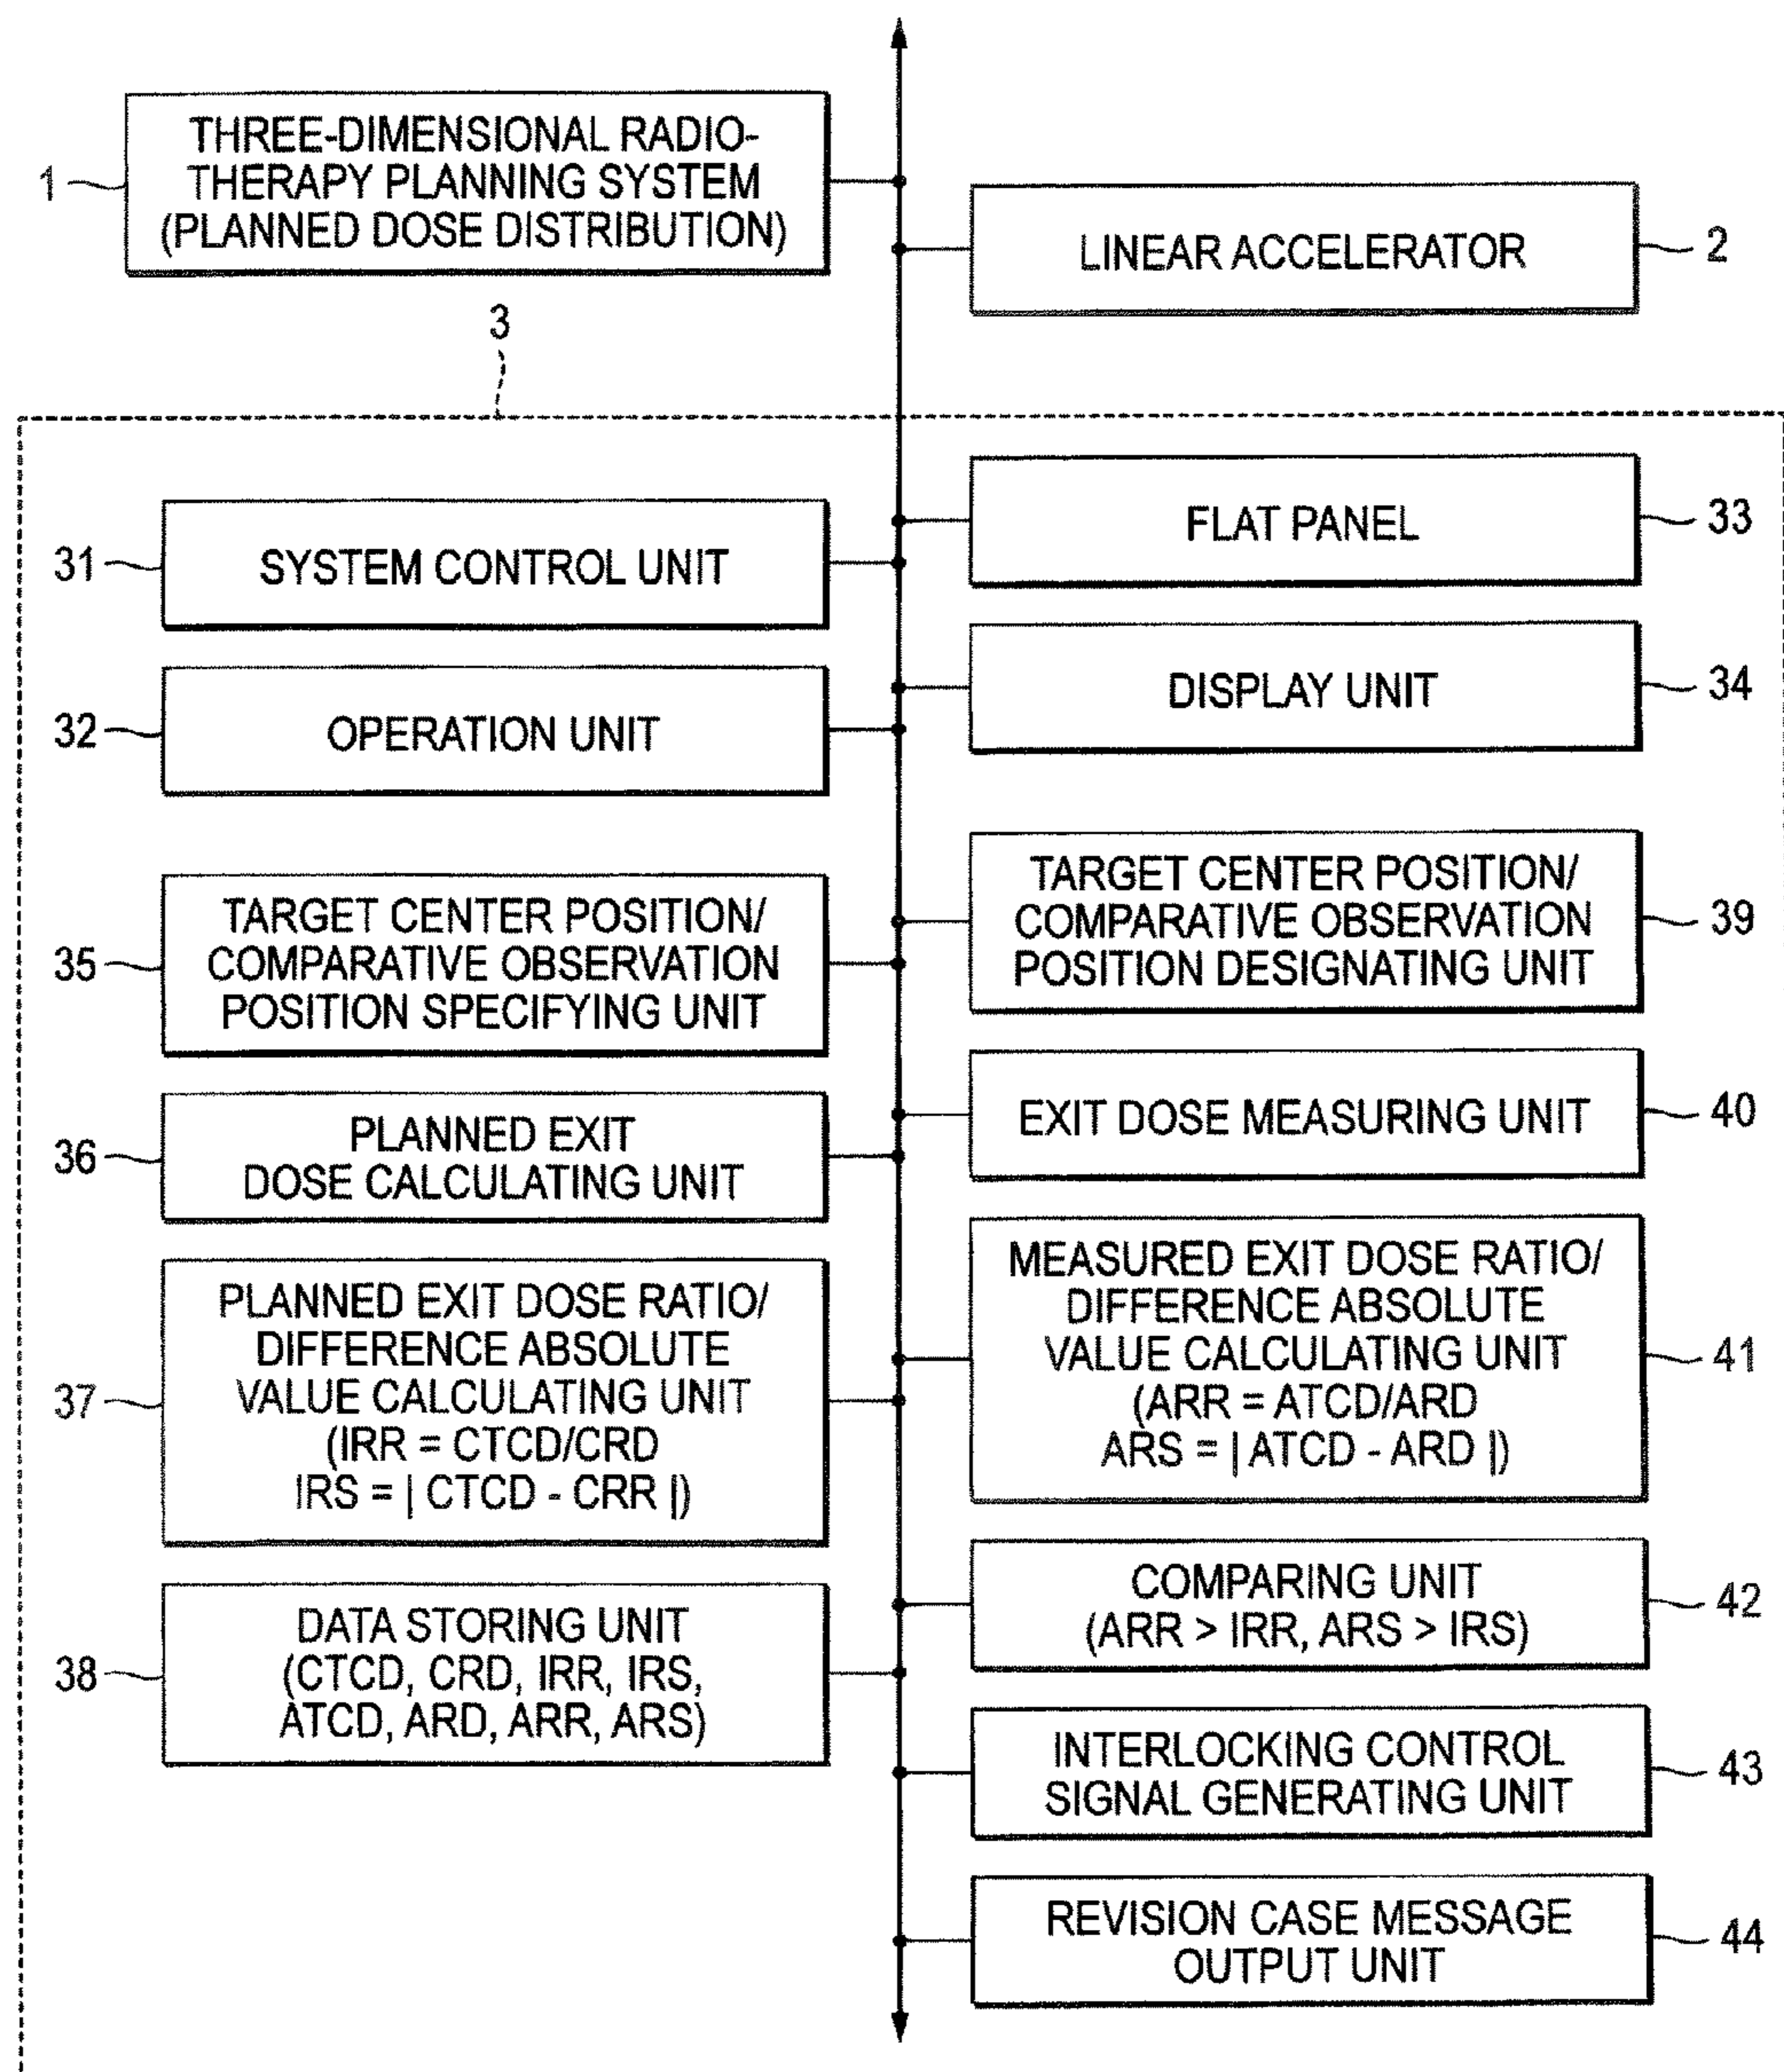 1
THREE-DIMENSIONAL RADIO-
THERAPY PLANNING SYSTEM
(PLANNED DOSE DISTRIBUTION)
LINEAR ACCELERATOR
2
3
31
SYSTEM CONTROL UNIT
FLAT PANEL
33
32
OPERATION UNIT
DISPLAY UNIT
34
35
TARGET CENTER POSITION/
COMPARATIVE OBSERVATION
POSITION SPECIFYING UNIT
TARGET CENTER POSITION/
COMPARATIVE OBSERVATION
POSITION DESIGNATING UNIT
39
36
PLANNED EXIT
DOSE CALCULATING UNIT
EXIT DOSE MEASURING UNIT
40
37
PLANNED EXIT DOSE RATIO/
DIFFERENCE ABSOLUTE
VALUE CALCULATING UNIT
(IRR = CTCD/CRD
IRS = | CTCD - CRR |)
MEASURED EXIT DOSE RATIO/
DIFFERENCE ABSOLUTE
VALUE CALCULATING UNIT
(ARR = ATCD/ARD
ARS = | ATCD - ARD |)
41
38
DATA STORING UNIT
(CTCD, CRD, IRR, IRS,
ATCD, ARD, ARR, ARS)
COMPARING UNIT
(ARR > IRR, ARS > IRS)
42
INTERLOCKING CONTROL
SIGNAL GENERATING UNIT
43
REVISION CASE MESSAGE
OUTPUT UNIT
44